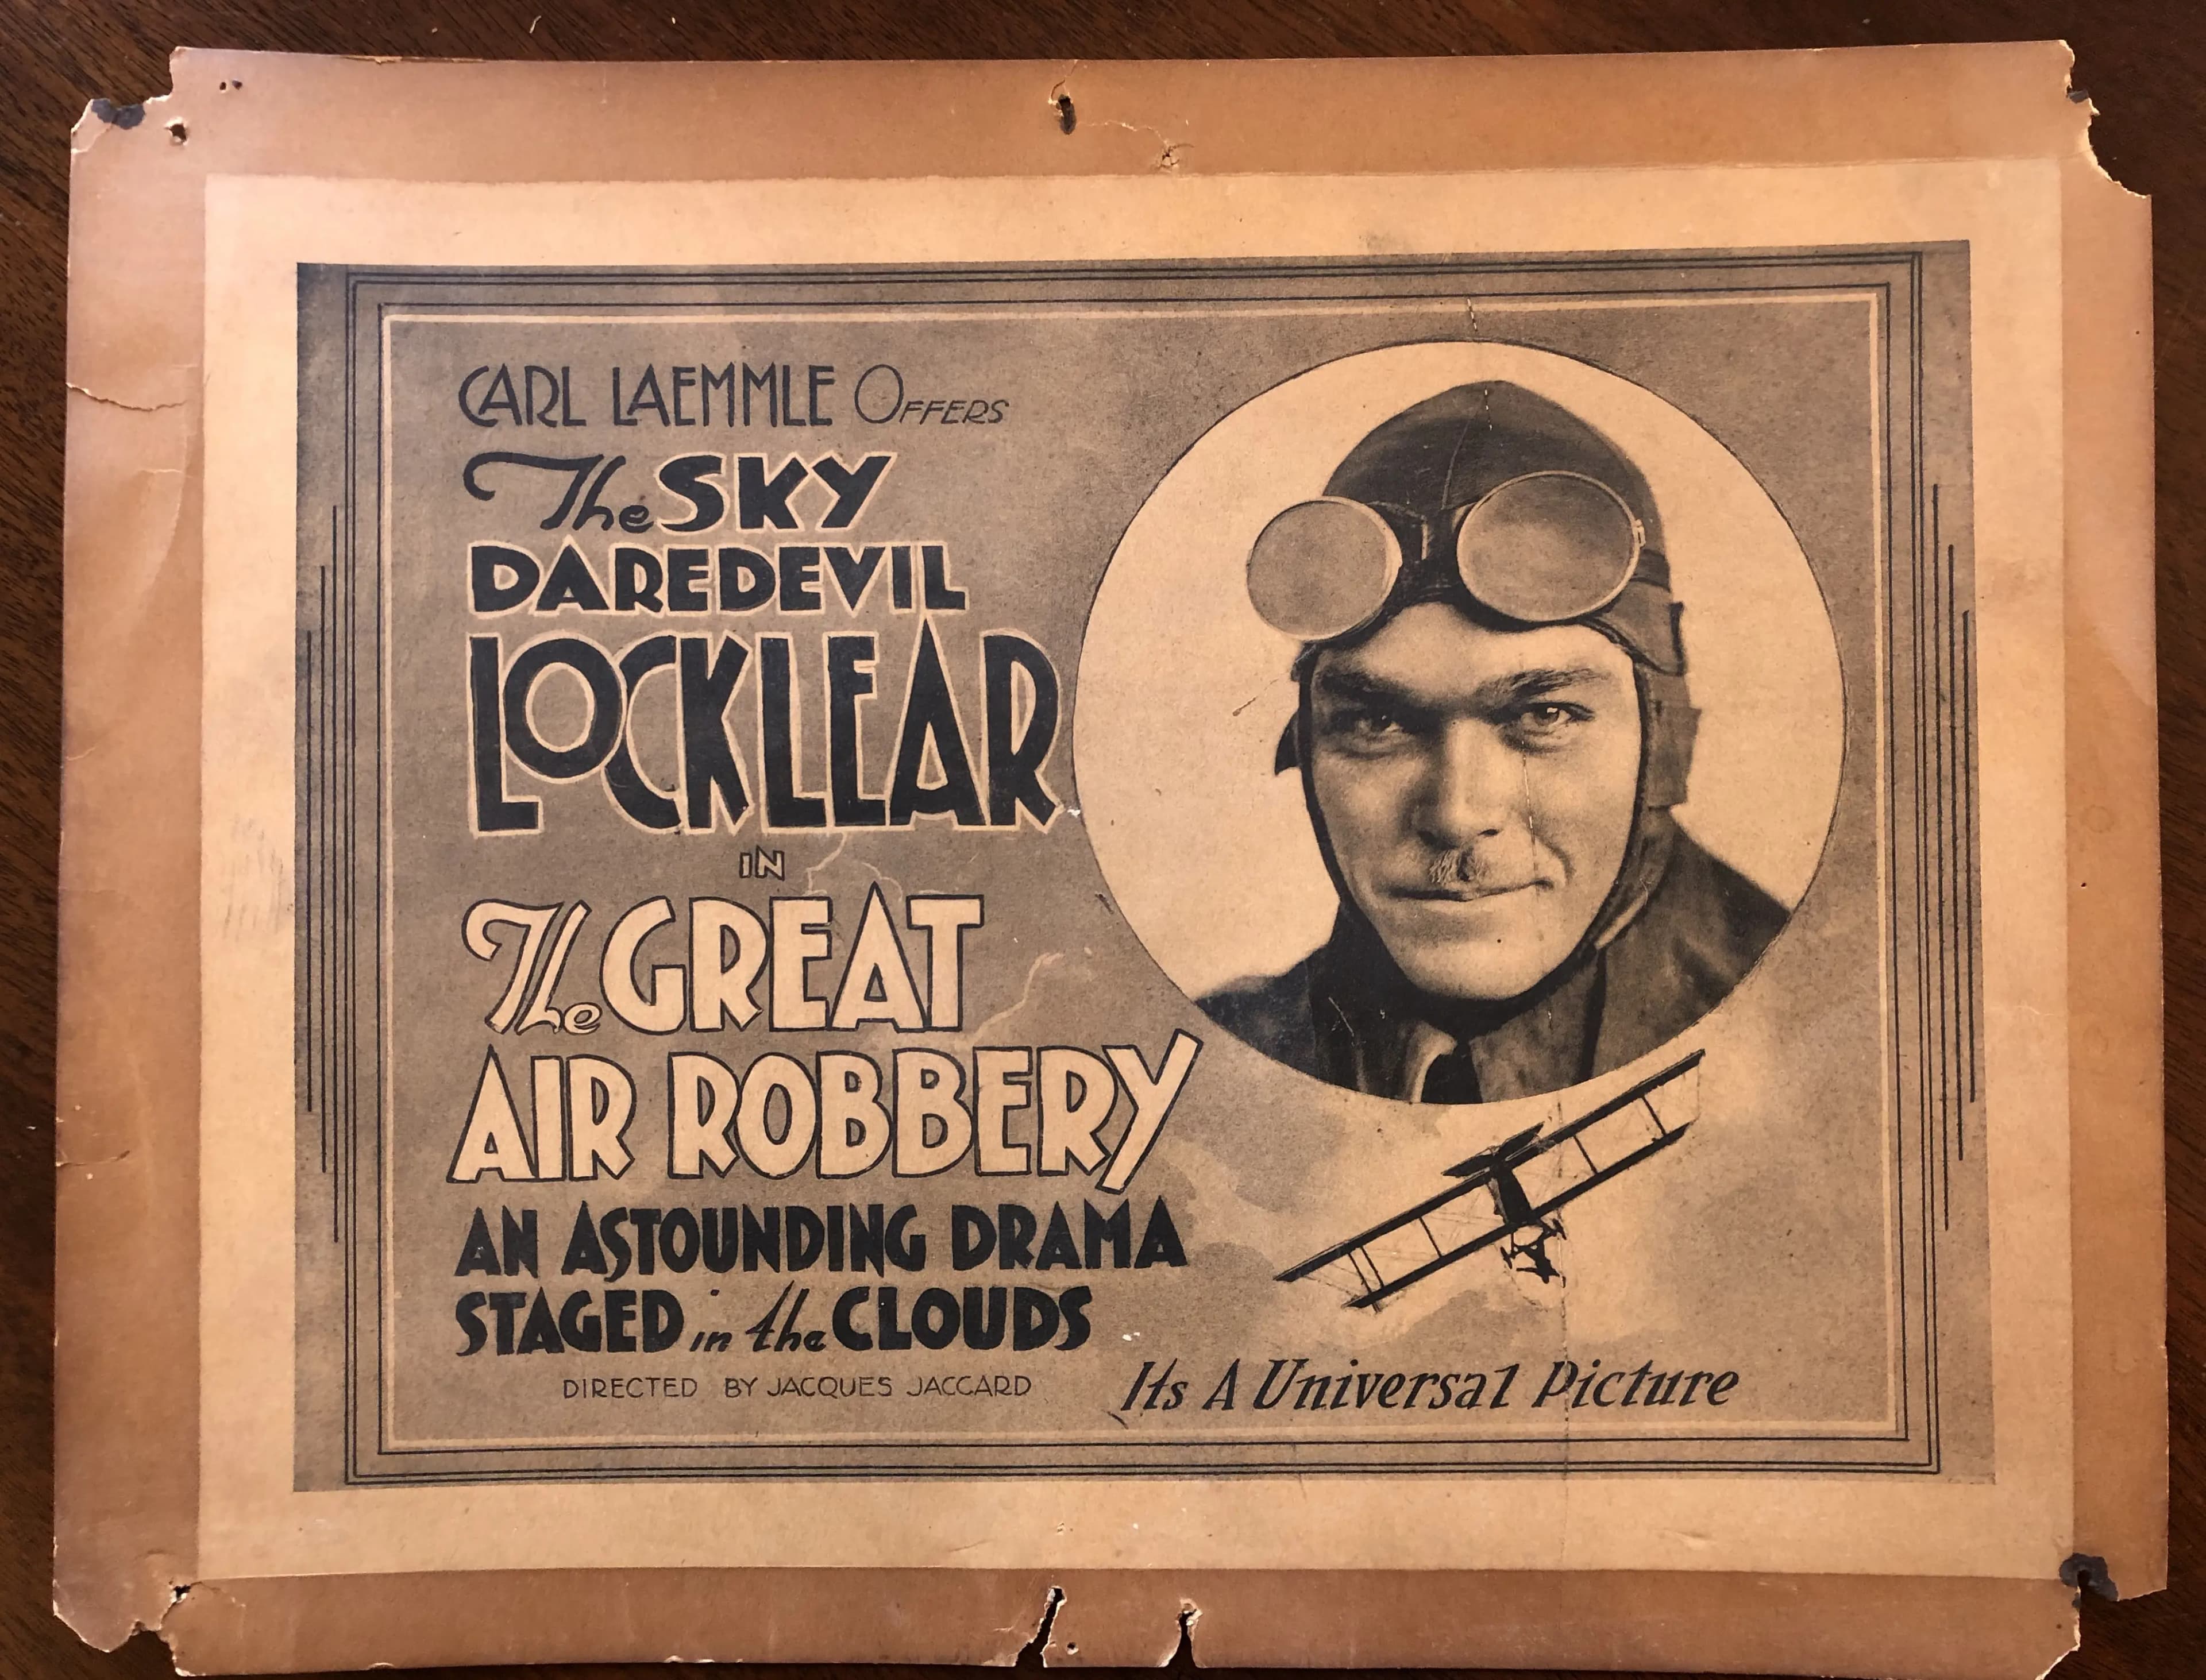 CARL LAEMMLE OFFERS
The SKY
DAREDEVIL
LOCKLEAR
IN
The GREAT
AIR ROBBERY
AN ASTOUNDING DRAMA
STAGED in the CLOUDS
DIRECTED BY JACQUES JACCARD
Its A Universal Picture